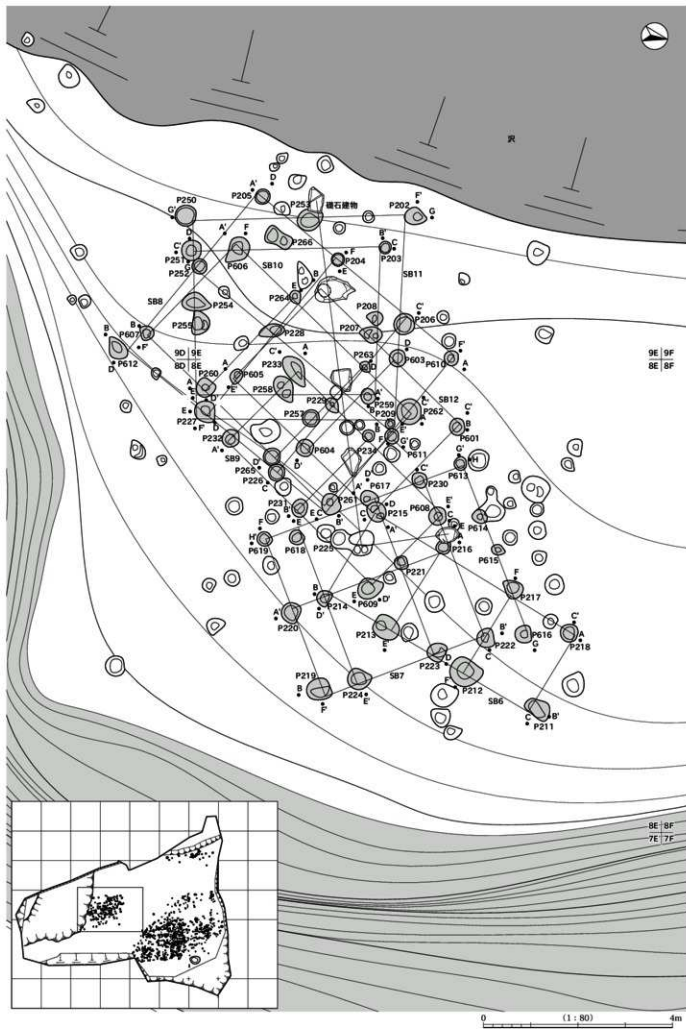 沢
A' D
P205
P250
P253 礎石建物
P202 F'
G' G
D A' F
P266
B'
C' P251
P203 C
P252 G
P606 SB10
P204 F
E
SB11
E B
P264
SB8 P254
P208
C'
P206
P255
P228
P207
B P607
F'
B
P612
D
9D 9E
8D 8E
9E 9F
8E 8F
C' A
P233
P263
D
D
P603
F'
P610
A
P260
A
P605
E'
P258
P229
P259
A'
B
SB12
C'
P262
A
C'
E
P227
F'
D
P257
P209
B
E'
B
P601
P232
A'
SB9
P604
D'
P234
F
G'
P611
G'
H
P613
D'
P265
P226
C'
D
A' P617
C'
P230
P231
B'
E
P261
E C
B'
P215
D
C
A'
P608
E'
C
E
P614
F
H'
P619
P618
P225
A
P216
P615
P221
B
P214
D'
E
P609
D'
F
P217
A'
P220
P213
E'
B'
P222
C
P616
G
C'
A
P218
P223
D
P219
B
F'
P224
E'
SB7
F'
P212
SB6
C
B'
P211
8E 8F
7E 7F
0 (1:80) 4m